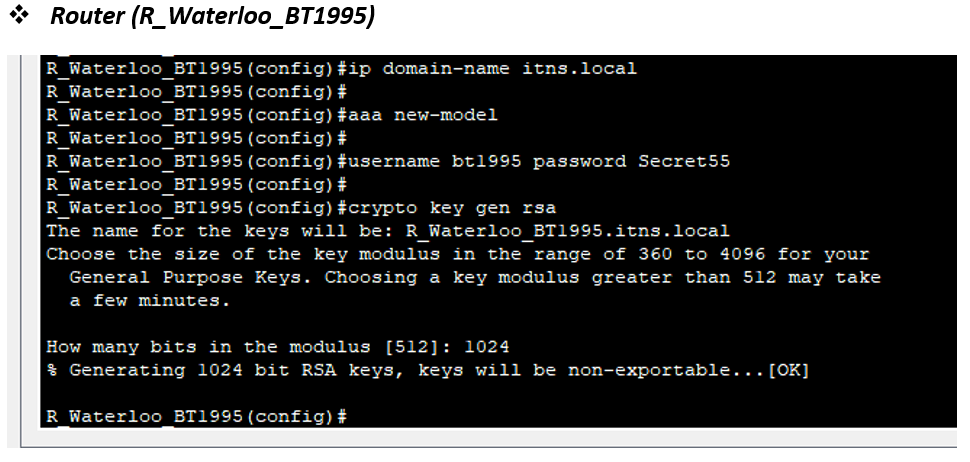 ❖ Router (R_Waterloo_BT1995)
R_Waterloo_BT1995(config)#ip domain-name itns.local
R_Waterloo_BT1995(config)#
R_Waterloo_BT1995(config)#aaa new-model
R_Waterloo_BT1995(config)#
R_Waterloo_BT1995(config)#username bt1995 password Secret55
R_Waterloo_BT1995(config)#
R_Waterloo_BT1995(config)#crypto key gen rsa
The name for the keys will be: R_Waterloo_BT1995.itns.local
Choose the size of the key modulus in the range of 360 to 4096 for your
  General Purpose Keys. Choosing a key modulus greater than 512 may take
  a few minutes.
How many bits in the modulus [512]: 1024
% Generating 1024 bit RSA keys, keys will be non-exportable...[OK]
R_Waterloo_BT1995(config)#